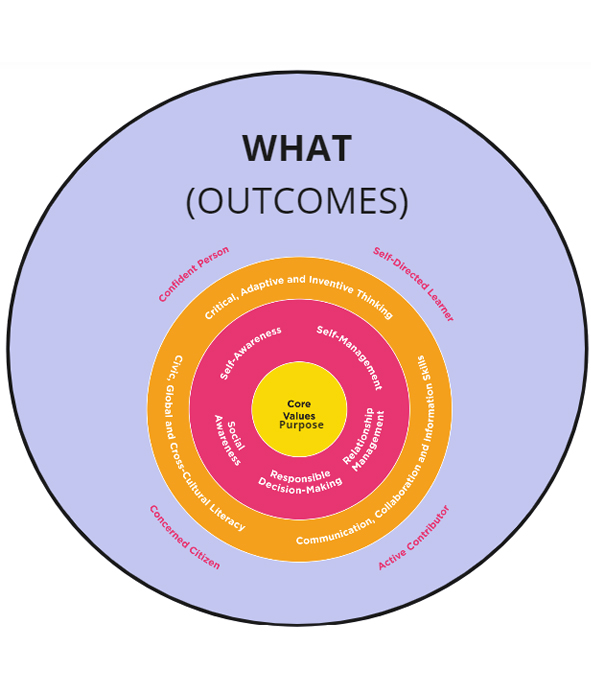 WHAT
(OUTCOMES)
Confident Person
Self-Directed Learner
Critical, Adaptive and Inventive Thinking
Self-Awareness
Self-Management
Civic, Global and Cross-Cultural Literacy
Communication, Collaboration and Information Skills
Core
Values
Purpose
Social
Awareness
Relationship
Management
Responsible
Decision-Making
Concerned Citizen
Active Contributor